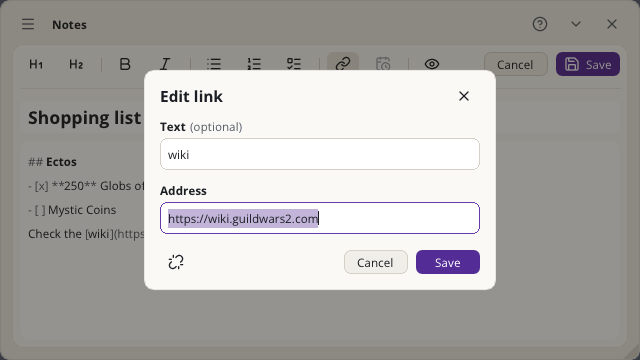 Notes
H1 H2 B I Cancel Save
Shopping list
## Ectos
- [x] **250** Globs of
- [ ] Mystic Coins
Check the [wiki](https
Edit link
Text (optional)
wiki
Address
https://wiki.guildwars2.com
Cancel Save